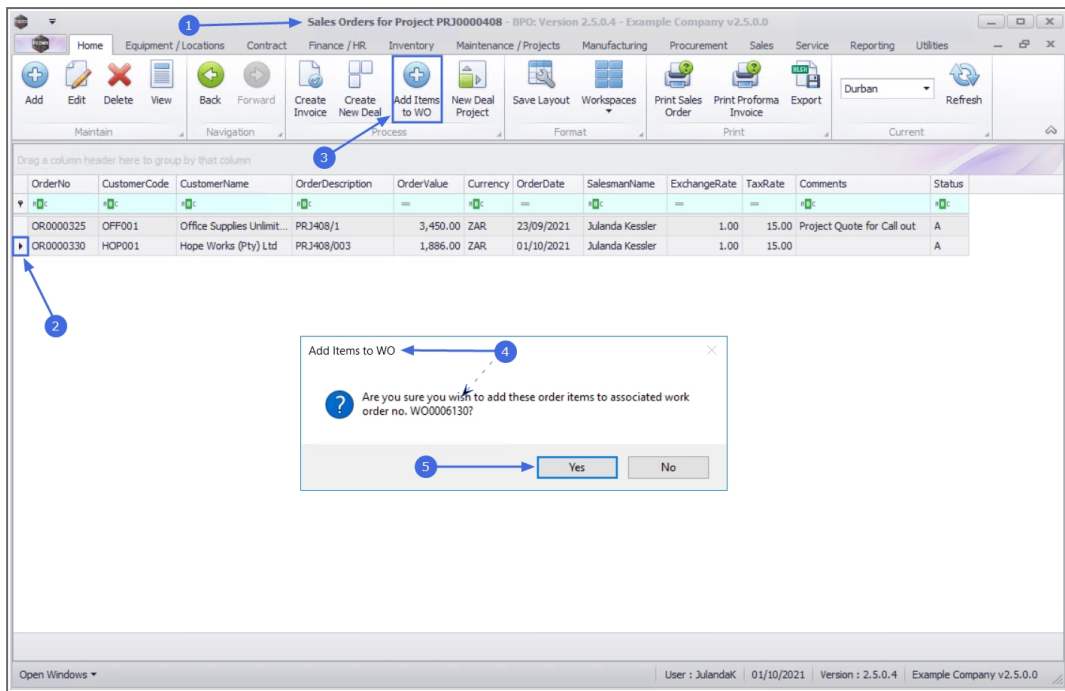 1
Sales Orders for Project PRJ0000408 - BPO: Version 2.5.0.4 - Example Company v2.5.0.0
Home Equipment / Locations Contract Finance / HR Inventory Maintenance / Projects Manufacturing Procurement Sales Service Reporting Utilities
Add Edit Delete View Back Forward Create Invoice Create New Deal Add Items to WO New Deal Project Save Layout Workspaces Print Sales Order Print Proforma Invoice Export Durban Refresh
Maintain Navigation Process Format Print Current
3
Drag a column header here to group by that column
OrderNo CustomerCode CustomerName OrderDescription OrderValue Currency OrderDate SalesmanName ExchangeRate TaxRate Comments Status
OR0000325 OFF001 Office Supplies Unlimit... PRJ408/1 3,450.00 ZAR 23/09/2021 Julanda Kessler 1.00 15.00 Project Quote for Call out A
OR0000330 HOP001 Hope Works (Pty) Ltd PRJ408/003 1,886.00 ZAR 01/10/2021 Julanda Kessler 1.00 15.00 A
2
Add Items to WO
4
Are you sure you wish to add these order items to associated work
order no. WO0006130?
5
Yes No
Open Windows User : JulandaK 01/10/2021 Version : 2.5.0.4 Example Company v2.5.0.0